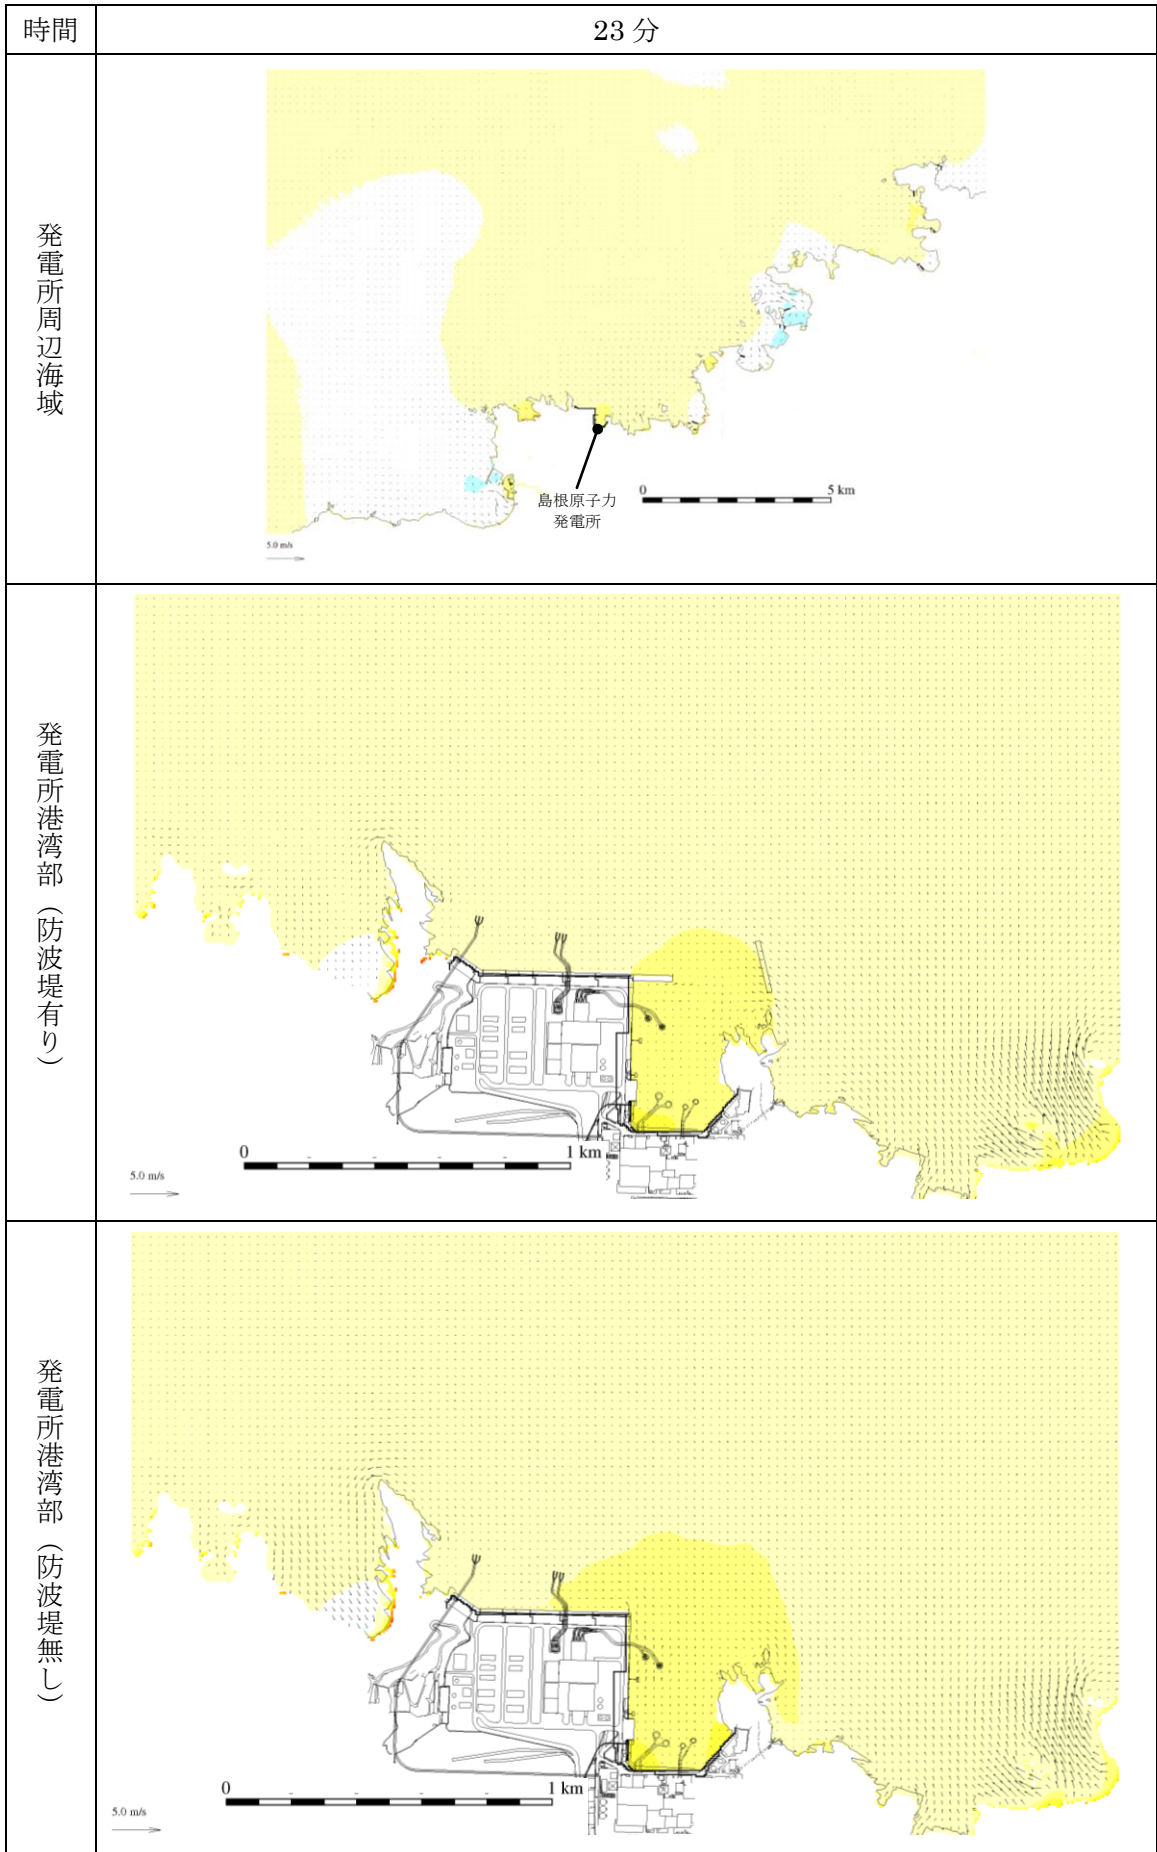 時間
23 分
発電所周辺海域
島根原子力
発電所
0 5 km
5.0 m/s
発電所港湾部（防波堤有り）
0 1 km
5.0 m/s
発電所港湾部（防波堤無し）
0 1 km
5.0 m/s